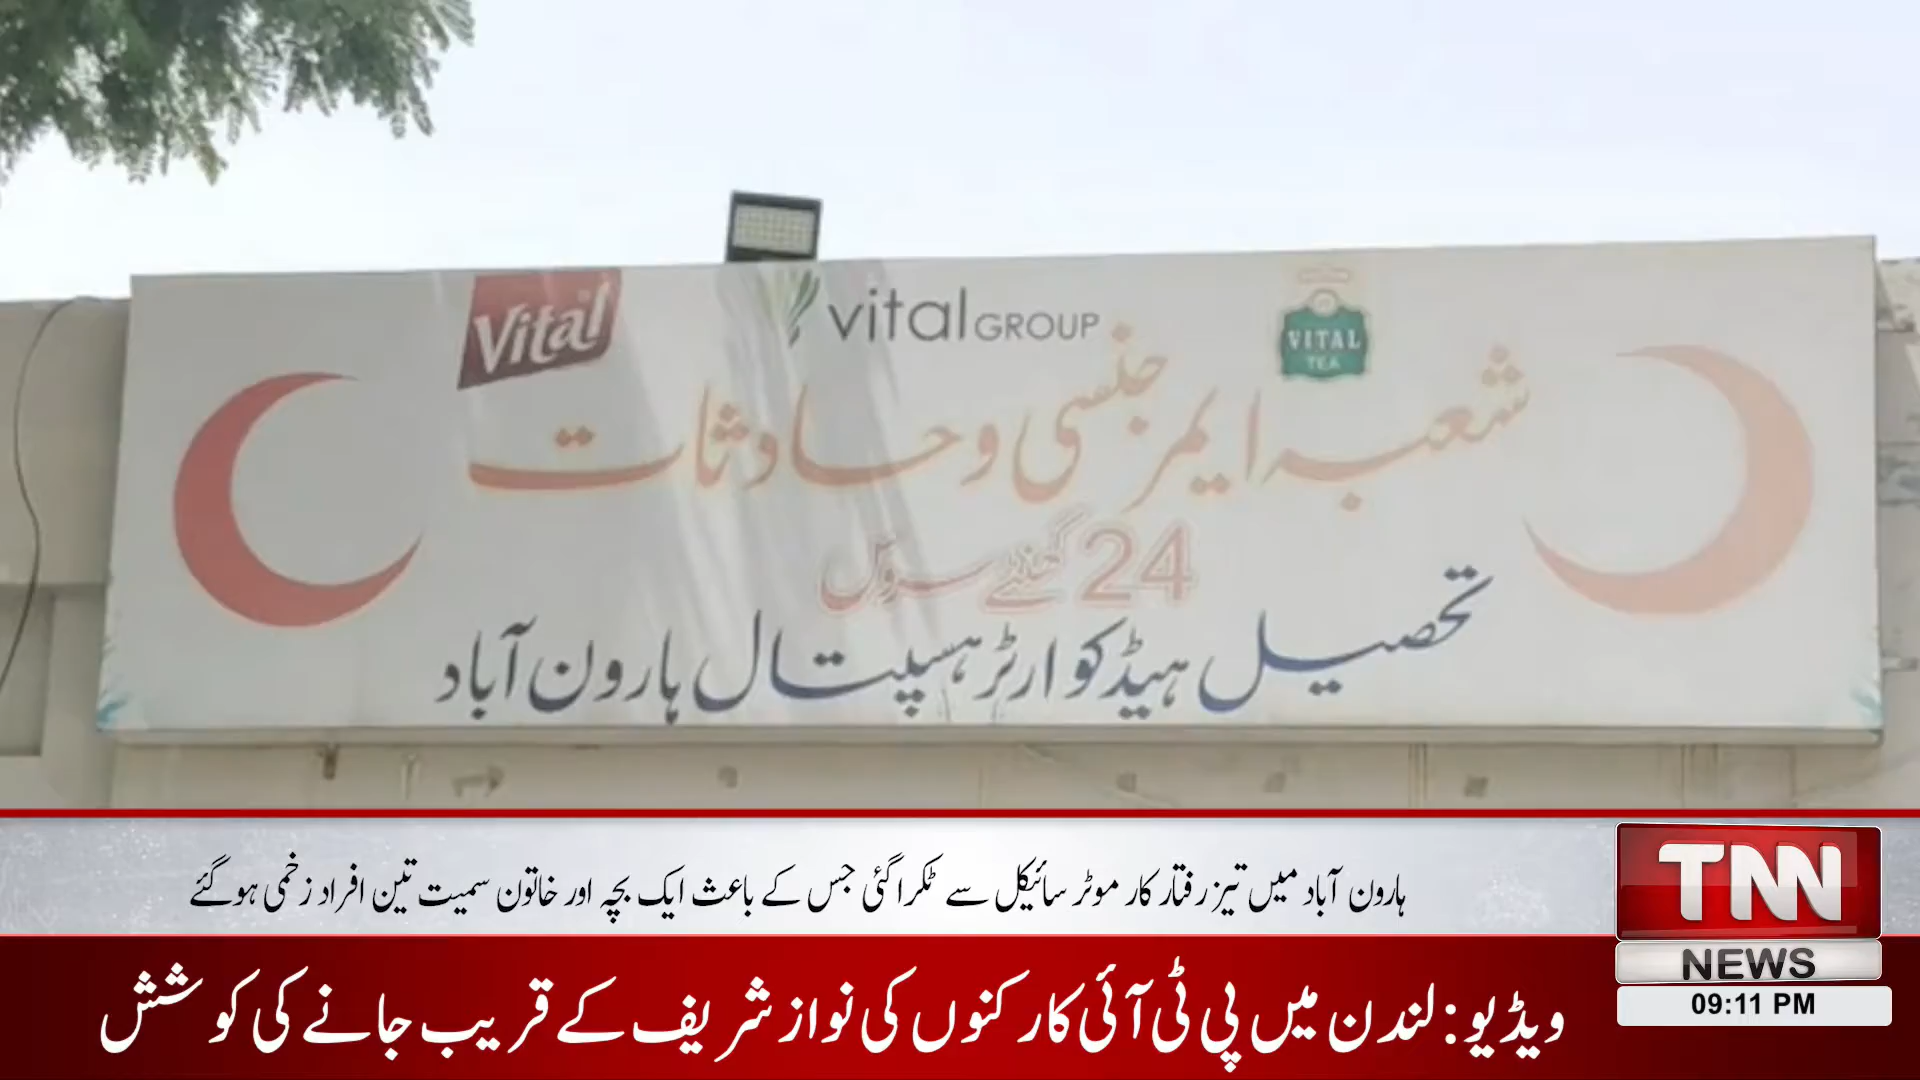 Vital
vital GROUP
VITAL
TEA
شعبہ ایمرجنسی و حادثات
24 گھنٹے سروس
تحصیل ہیڈ کوارٹر ہسپتال ہارون آباد
ہارون آباد میں تیز رفتار کار موٹر سائیکل سے ٹکرا گئی جس کے باعث ایک بچہ اور خاتون سمیت تین افراد زخمی ہو گئے
ویڈیو: لندن میں پی ٹی آئی کارکنوں کی نواز شریف کے قریب جانے کی کوشش
TNN
NEWS
09:11 PM